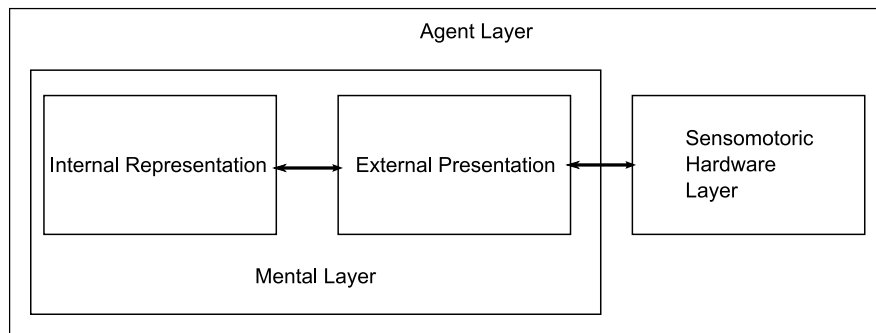 Agent Layer
Internal Representation
External Presentation
Sensomotoric
Hardware
Layer
Mental Layer